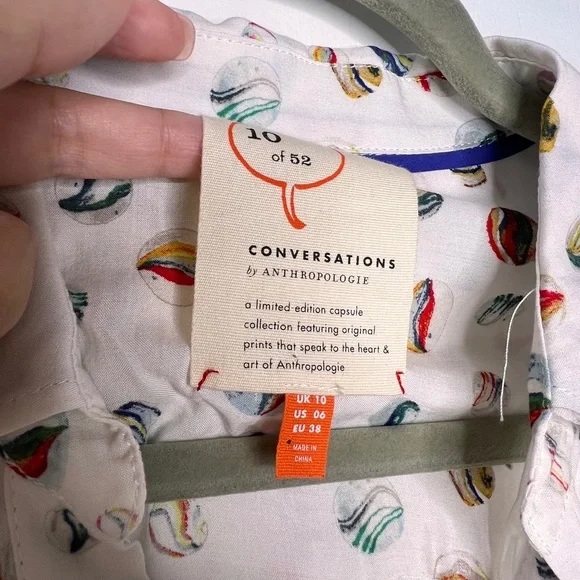 10
of 52
CONVERSATIONS
by ANTHROPOLOGIE
a limited-edition capsule
collection featuring original
prints that speak to the heart &
art of Anthropologie
UK 10
US 06
EU 38
MADE IN
CHINA